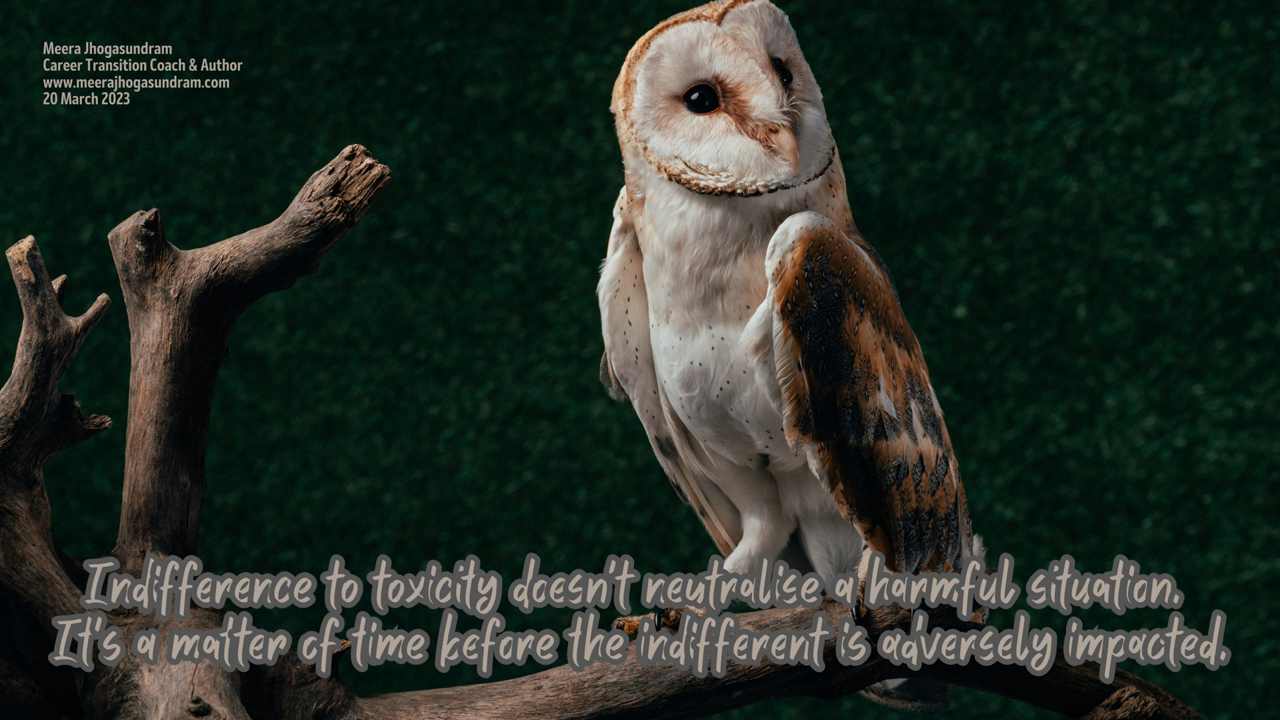 Meera Jhogasundram
Career Transition Coach & Author
www.meerajhogasundram.com
20 March 2023
Indifference to toxicity doesn't neutralise a harmful situation.
It's a matter of time before the indifferent is adversely impacted.